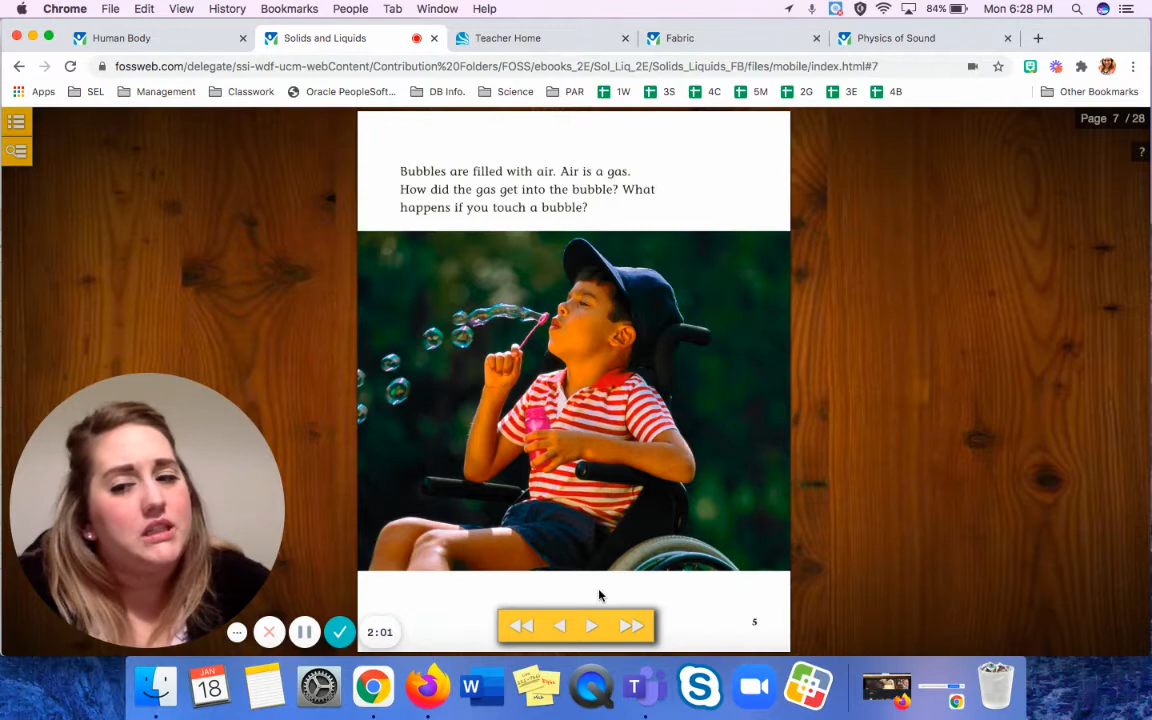 Chrome File Edit View History Bookmarks People Tab Window Help 84% Mon 6:28 PM
Human Body Solids and Liquids Teacher Home Fabric Physics of Sound
fossweb.com/delegate/ssi-wdf-ucm-webContent/Contribution%20Folders/FOSS/ebooks_2E/Sol_Liq_2E/Solids_Liquids_FB/files/mobile/index.html#7
Apps SEL Management Classwork Oracle PeopleSoft... DB Info. Science PAR 1W 3S 4C 5M 2G 3E 4B Other Bookmarks
Page 7 / 28
?
Bubbles are filled with air. Air is a gas.
How did the gas get into the bubble? What
happens if you touch a bubble?
5
2:01
JAN
18